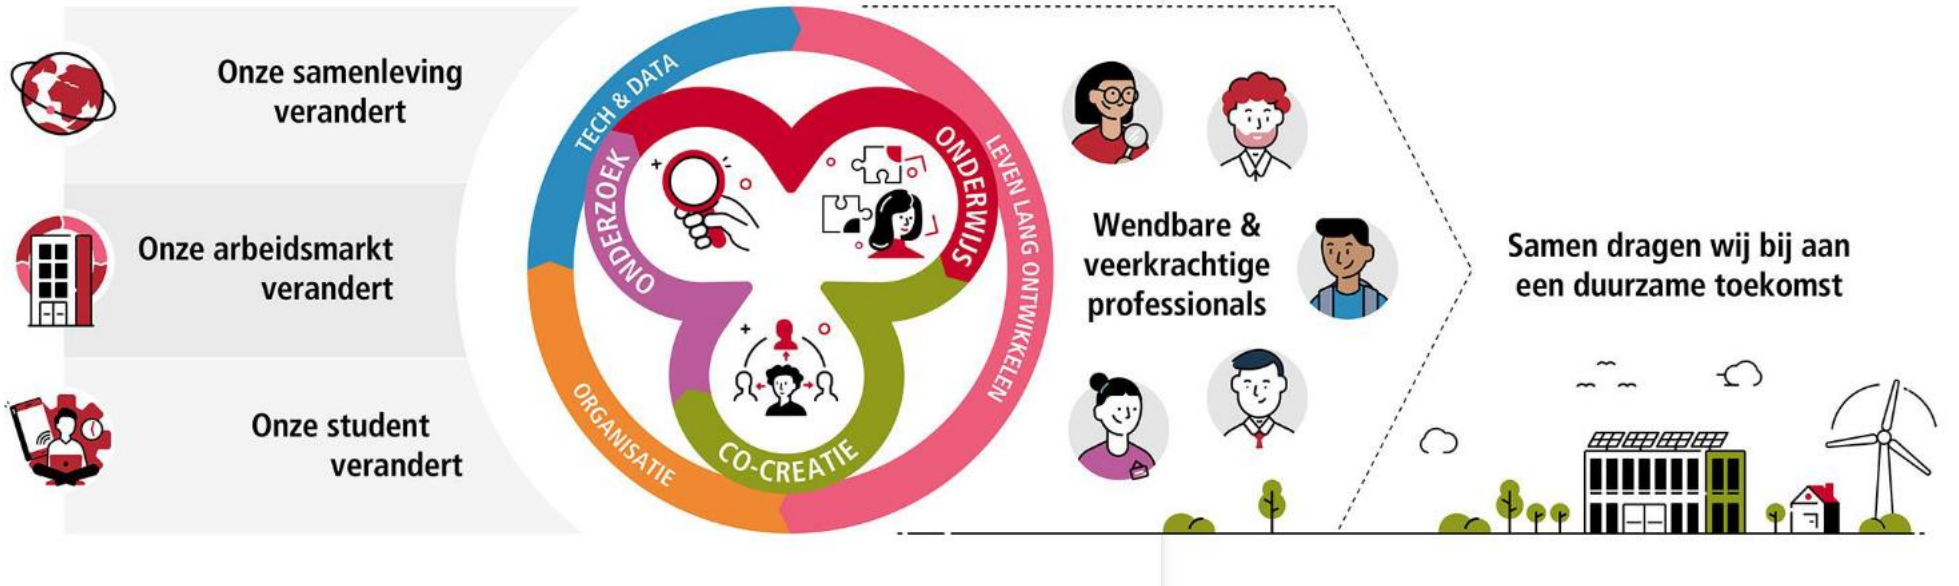 Onze samenleving
verandert
Onze arbeidsmarkt
verandert
Onze student
verandert
TECH & DATA
LEVEN LANG ONTWIKKELEN
ORGANISATIE
ONDERZOEK
ONDERWIJS
CO-CREATIE
Wendbare &
veerkrachtige
professionals
Samen dragen wij bij aan
een duurzame toekomst